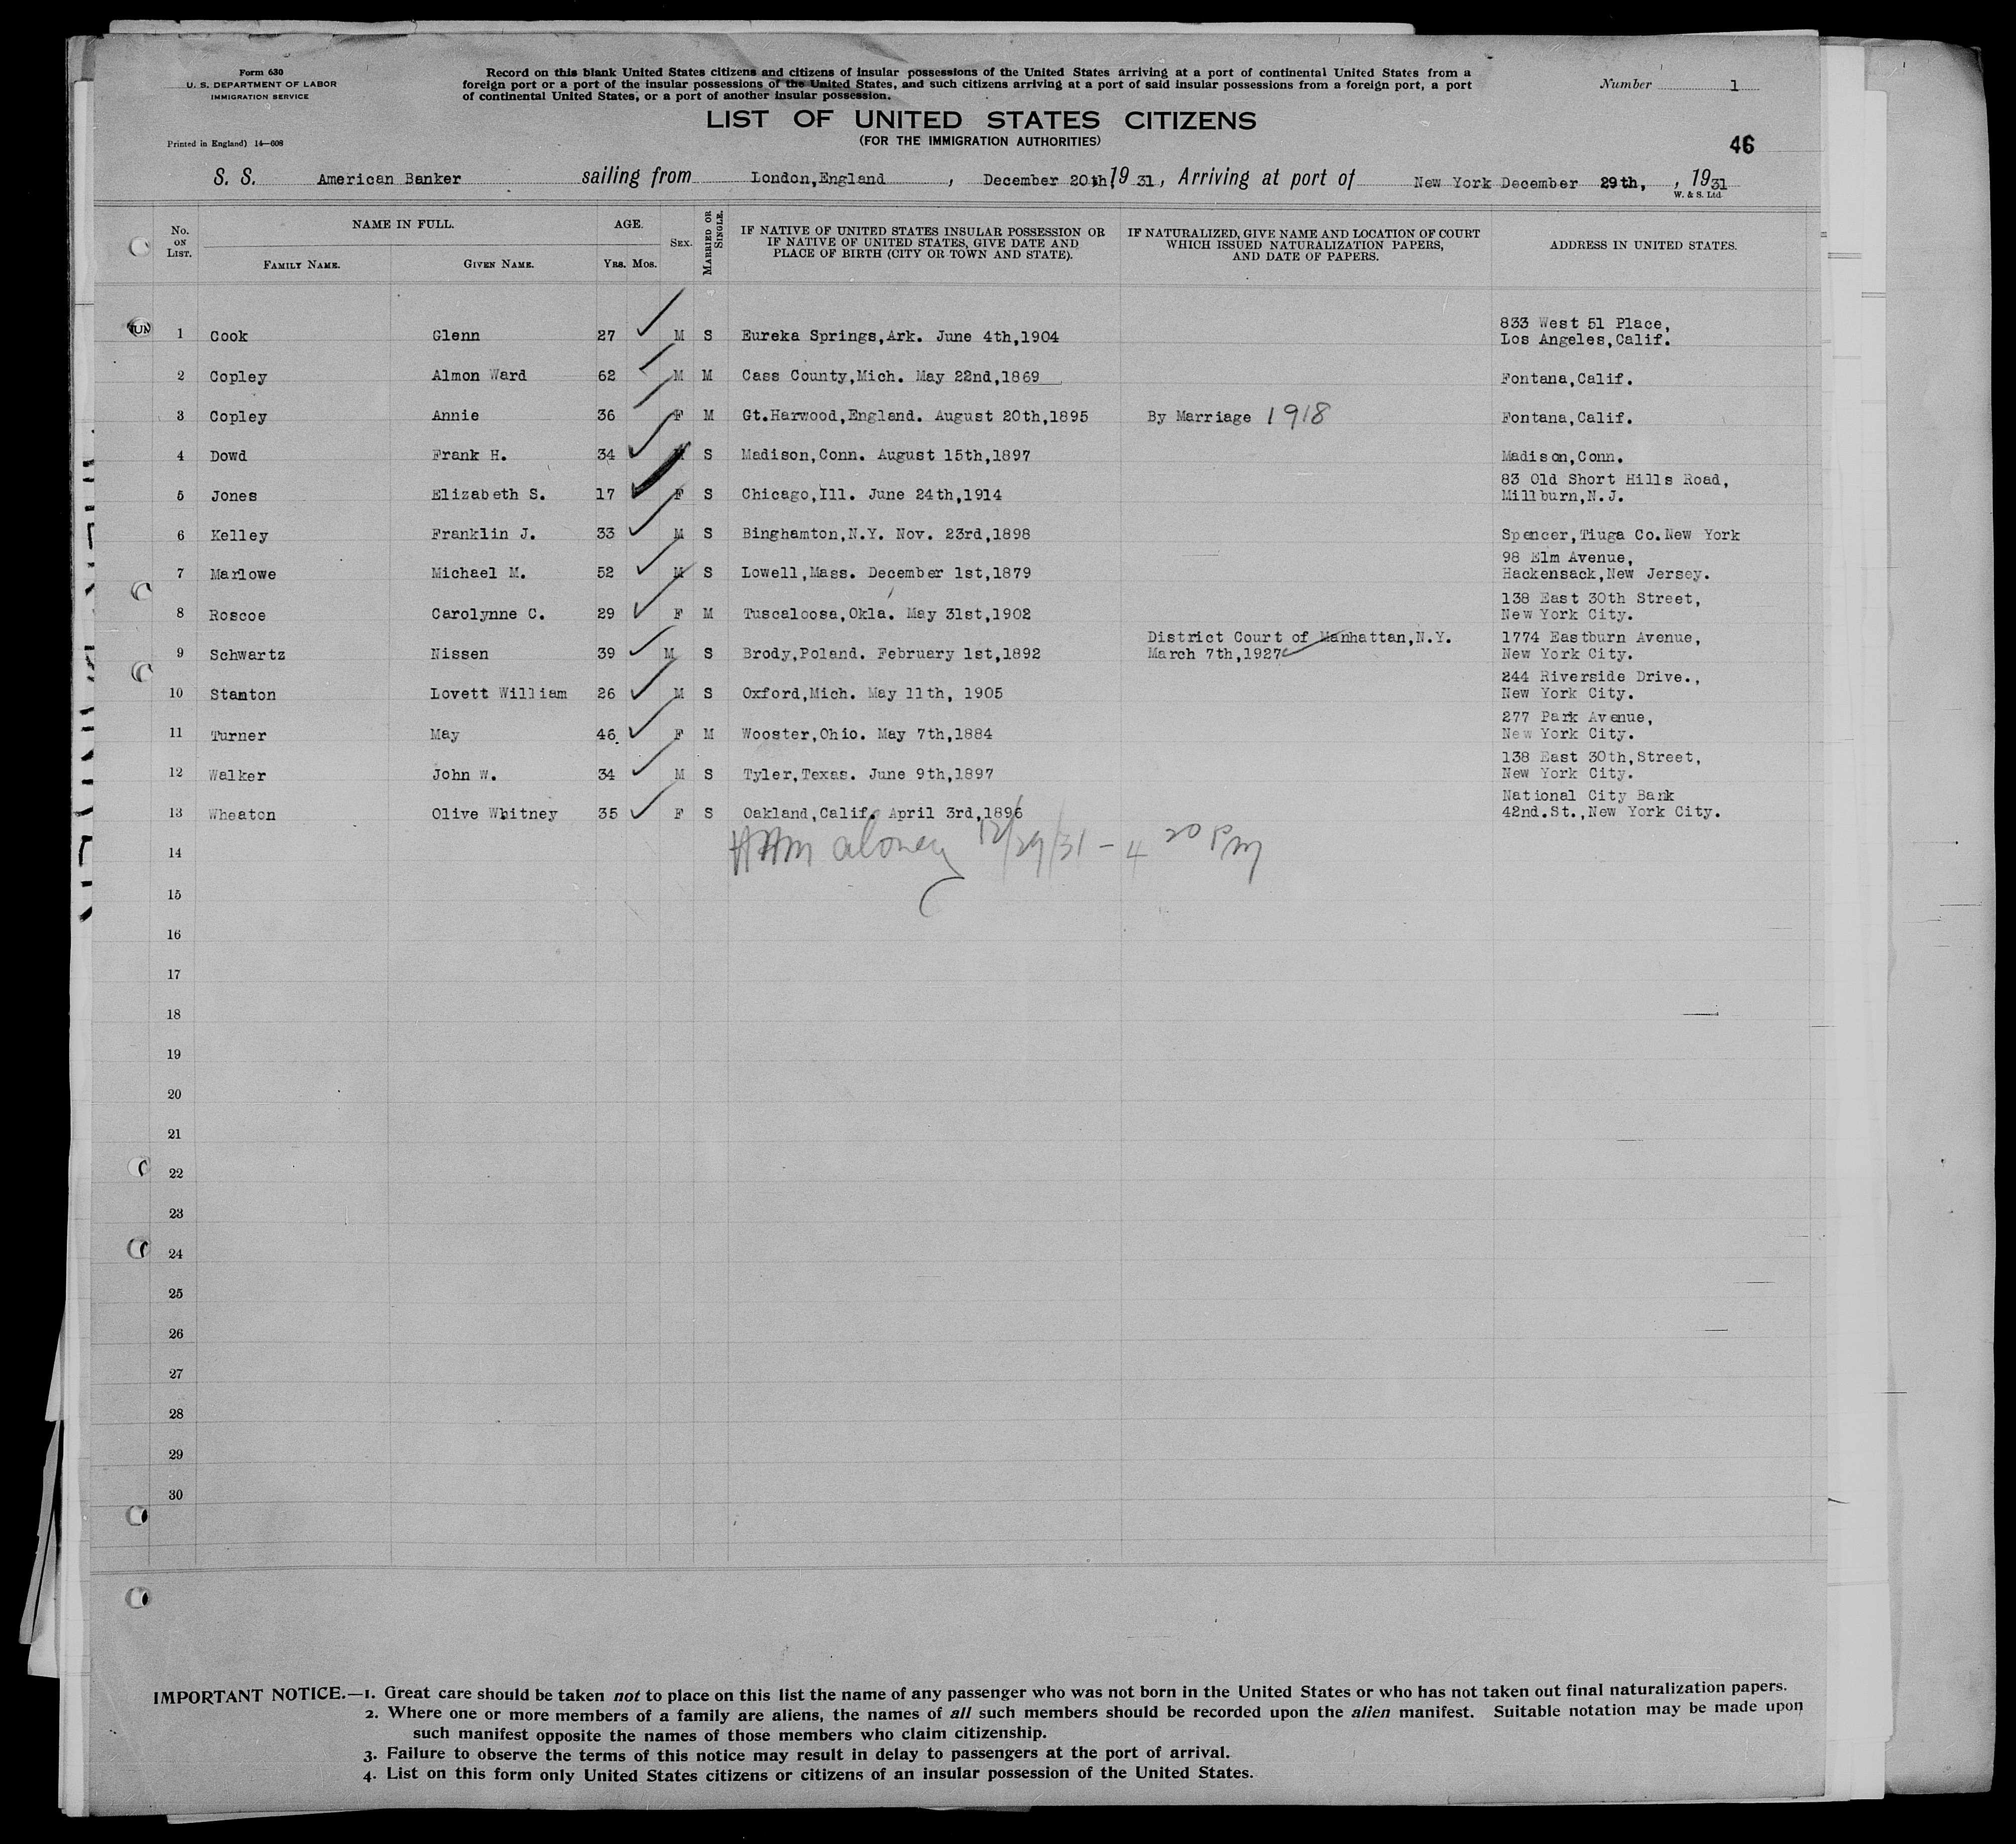 Form 630
U. S. DEPARTMENT OF LABOR
IMMIGRATION SERVICE
Printed in England) 14—608
Record on this blank United States citizens and citizens of insular possessions of the United States arriving at a port of continental United States from a
foreign port or a port of the insular possessions of the United States, and such citizens arriving at a port of said insular possessions from a foreign port, a port
of continental United States, or a port of another insular possession.
Number 1
LIST OF UNITED STATES CITIZENS
(FOR THE IMMIGRATION AUTHORITIES)
46
S. S. American Banker sailing from London,England , December 20th,19 31, Arriving at port of New York December 29th, , 1931
W. & S. Ltd
No. ON LIST. NAME IN FULL. FAMILY NAME. GIVEN NAME. AGE. YRS. MOS. SEX. MARRIED OR SINGLE. IF NATIVE OF UNITED STATES INSULAR POSSESSION OR IF NATIVE OF UNITED STATES, GIVE DATE AND PLACE OF BIRTH (CITY OR TOWN AND STATE). IF NATURALIZED, GIVE NAME AND LOCATION OF COURT WHICH ISSUED NATURALIZATION PAPERS, AND DATE OF PAPERS. ADDRESS IN UNITED STATES.
1 Cook Glenn 27 M S Eureka Springs,Ark. June 4th,1904 833 West 51 Place, Los Angeles,Calif.
2 Copley Almon Ward 62 M M Cass County,Mich. May 22nd,1869 Fontana,Calif.
3 Copley Annie 36 F M Gt.Harwood,England. August 20th,1895 By Marriage 1918 Fontana,Calif.
4 Dowd Frank H. 34 M S Madison,Conn. August 15th,1897 Madison,Conn.
5 Jones Elizabeth S. 17 F S Chicago,Ill. June 24th,1914 83 Old Short Hills Road, Millburn,N.J.
6 Kelley Franklin J. 33 M S Binghamton,N.Y. Nov. 23rd,1898 Spencer,Tiuga Co.New York
7 Marlowe Michael M. 52 M S Lowell,Mass. December 1st,1879 98 Elm Avenue, Hackensack,New Jersey.
8 Roscoe Carolynne C. 29 F M Tuscaloosa,Okla. May 31st,1902 138 East 30th Street, New York City.
9 Schwartz Nissen 39 M S Brody,Poland. February 1st,1892 District Court of Manhattan,N.Y. March 7th,1927 1774 Eastburn Avenue, New York City.
10 Stanton Lovett William 26 M S Oxford,Mich. May 11th, 1905 244 Riverside Drive., New York City.
11 Turner May 46 F M Wooster,Ohio. May 7th,1884 277 Park Avenue, New York City.
12 Walker John W. 34 M S Tyler,Texas. June 9th,1897 138 East 30th,Street, New York City.
13 Wheaton Olive Whitney 35 F S Oakland,Calif. April 3rd,1896 National City Bank 42nd.St.,New York City.
14 12/29/31 - 4 20 PM
15
16
17
18
19
20
21
22
23
24
25
26
27
28
29
30
IMPORTANT NOTICE.—1. Great care should be taken not to place on this list the name of any passenger who was not born in the United States or who has not taken out final naturalization papers.
2. Where one or more members of a family are aliens, the names of all such members should be recorded upon the alien manifest. Suitable notation may be made upon
such manifest opposite the names of those members who claim citizenship.
3. Failure to observe the terms of this notice may result in delay to passengers at the port of arrival.
4. List on this form only United States citizens or citizens of an insular possession of the United States.